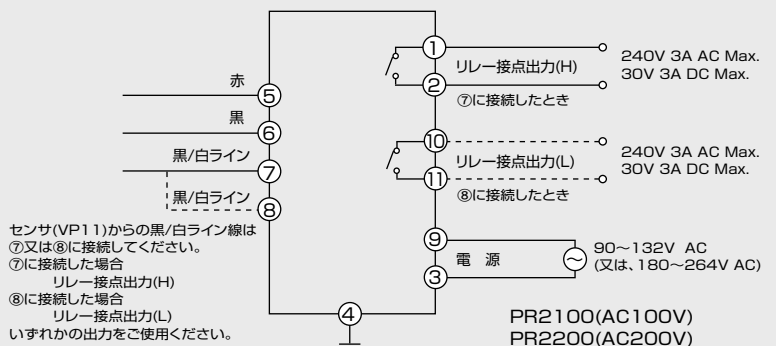 赤
⑤
黒
⑥
黒/白ライン
⑦
黒/白ライン
⑧
センサ(VP11)からの黒/白ライン線は
⑦又は⑧に接続してください。
⑦に接続した場合
リレー接点出力(H)
⑧に接続した場合
リレー接点出力(L)
いずれかの出力をご使用ください。
④
①
リレー接点出力(H)
②
⑦に接続したとき
240V 3A AC Max.
30V 3A DC Max.
⑩
リレー接点出力(L)
⑪
⑧に接続したとき
240V 3A AC Max.
30V 3A DC Max.
⑨
電 源
③
90〜132V AC
(又は、180〜264V AC)
PR2100(AC100V)
PR2200(AC200V)